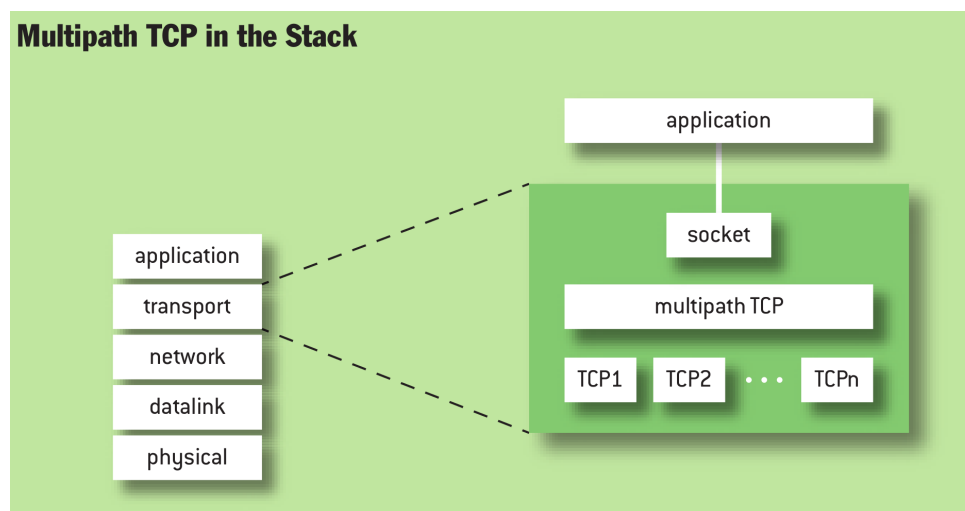 Multipath TCP in the Stack
application
transport
network
datalink
physical
application
socket
multipath TCP
TCP1 TCP2 ... TCPn